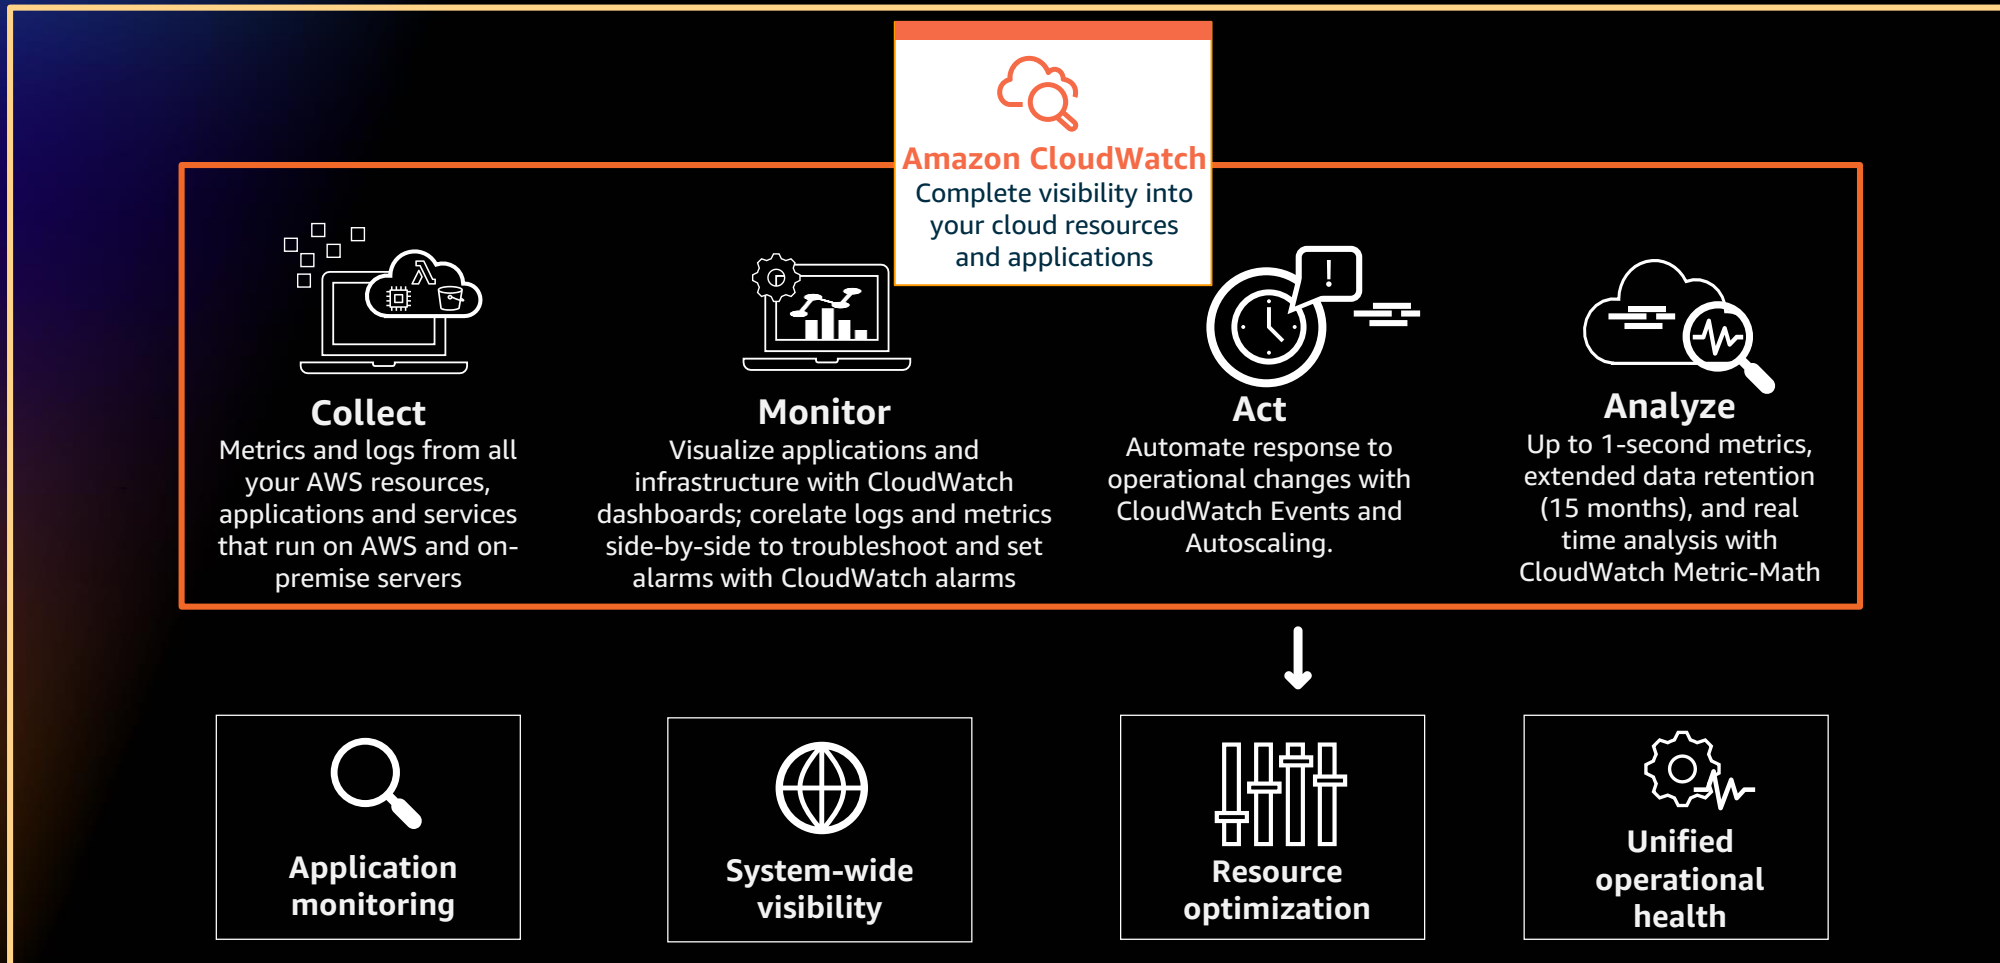 Amazon CloudWatch
Complete visibility into
your cloud resources
and applications
Collect
Metrics and logs from all
your AWS resources,
applications and services
that run on AWS and on-
premise servers
Monitor
Visualize applications and
infrastructure with CloudWatch
dashboards; corelate logs and metrics
side-by-side to troubleshoot and set
alarms with CloudWatch alarms
!
Act
Automate response to
operational changes with
CloudWatch Events and
Autoscaling.
Analyze
Up to 1-second metrics,
extended data retention
(15 months), and real
time analysis with
CloudWatch Metric-Math
Application
monitoring
System-wide
visibility
Resource
optimization
Unified
operational
health